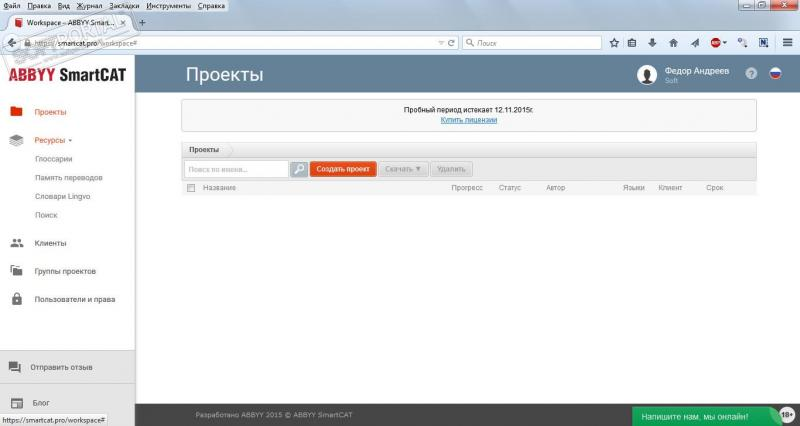 Файл Правка Вид Журнал Закладки Инструменты Справка
Workspace – ABBYY Smart...
https://smartcat.pro/workspace#
Поиск
ABBYY SmartCAT
Проекты
Федор Андреев
Soft
Проекты
Ресурсы
Глоссарии
Память переводов
Словари Lingvo
Поиск
Клиенты
Группы проектов
Пользователи и права
Отправить отзыв
Блог
https://smartcat.pro/workspace#
Пробный период истекает 12.11.2015г.
Купить лицензии
Проекты
Поиск по имени...
Создать проект
Скачать ▼
Удалить
Название Прогресс Статус Автор Языки Клиент Срок
Разработано ABBYY 2015 © ABBYY SmartCAT
Напишите нам, мы онлайн!
18+
SOFTPORTAL